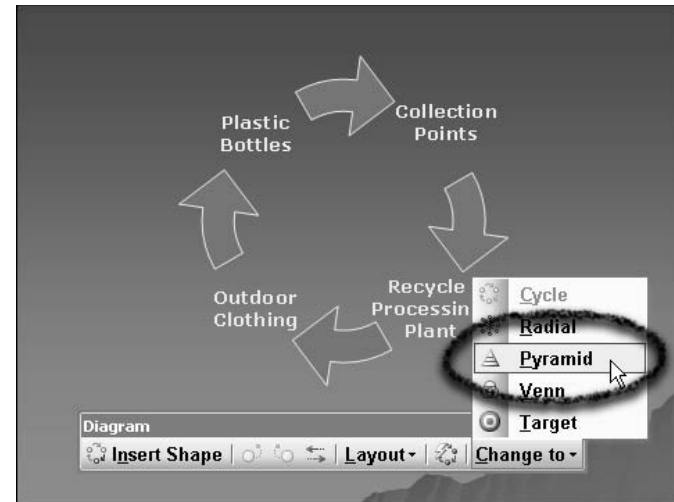 Plastic
Bottles
Collection
Points
Outdoor
Clothing
Recycle
Processin
Plant
Cycle
Radial
Pyramid
Venn
Target
Diagram
Insert Shape
Layout
Change to